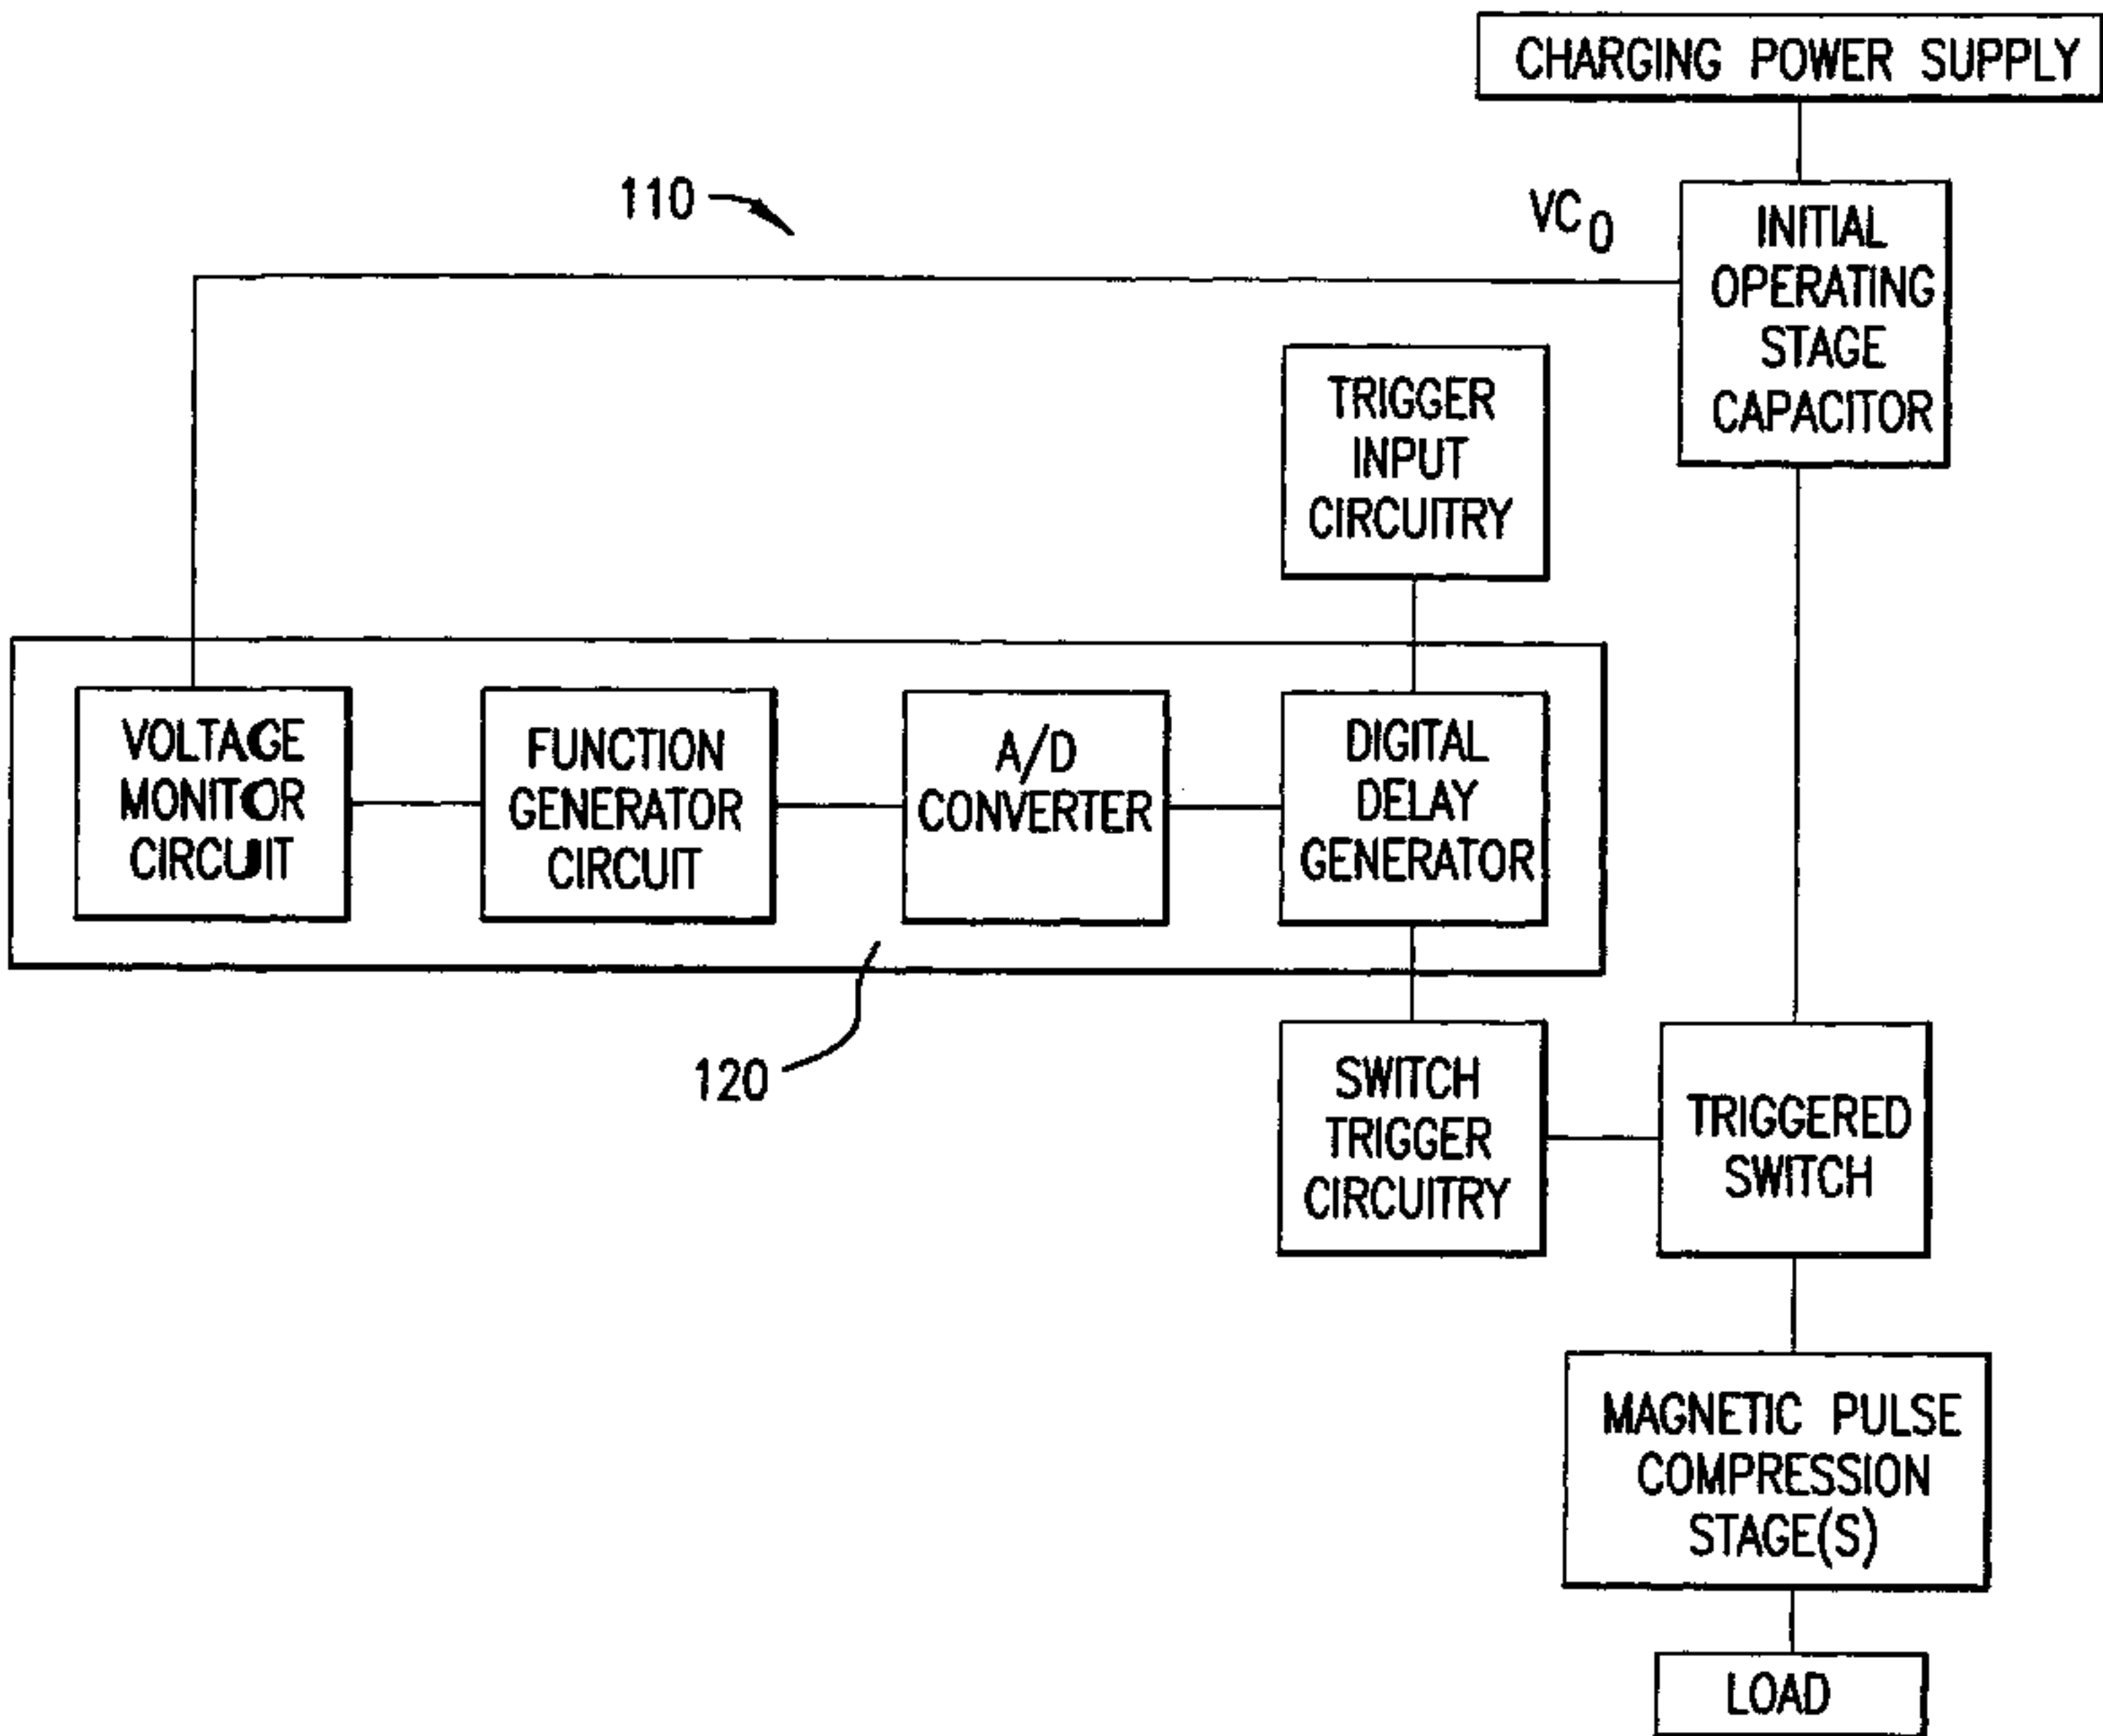 CHARGING POWER SUPPLY
110
VC0
INITIAL
OPERATING
STAGE
CAPACITOR
TRIGGER
INPUT
CIRCUITRY
VOLTAGE
MONITOR
CIRCUIT
FUNCTION
GENERATOR
CIRCUIT
A/D
CONVERTER
DIGITAL
DELAY
GENERATOR
120
SWITCH
TRIGGER
CIRCUITRY
TRIGGERED
SWITCH
MAGNETIC PULSE
COMPRESSION
STAGE(S)
LOAD